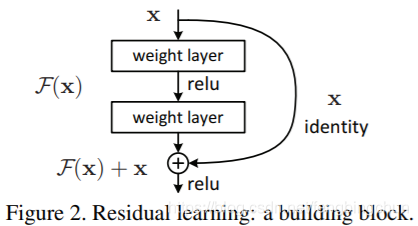 x
weight layer
F(x)
relu
weight layer
x
identity
F(x) + x
+
relu
Figure 2. Residual learning: a building block.